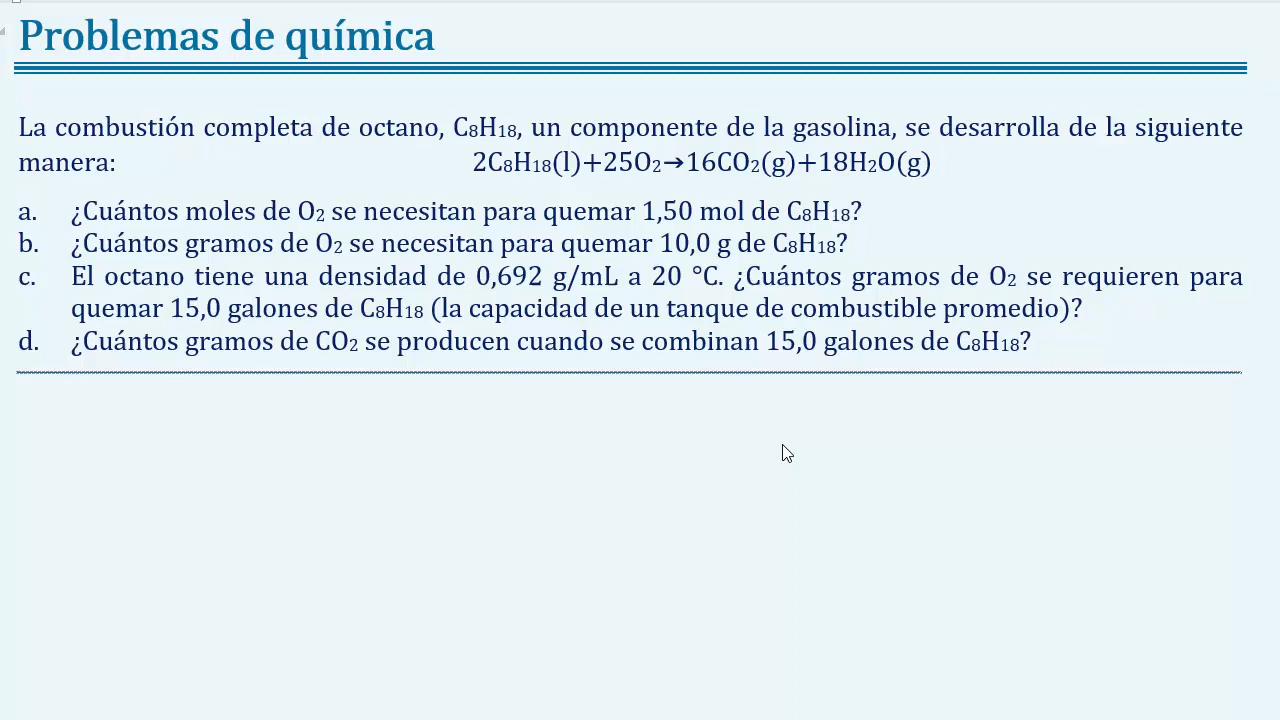 Problemas de química
La combustión completa de octano, C₈H₁₈, un componente de la gasolina, se desarrolla de la siguiente
manera: 2C₈H₁₈(l)+25O₂→16CO₂(g)+18H₂O(g)
a. ¿Cuántos moles de O₂ se necesitan para quemar 1,50 mol de C₈H₁₈?
b. ¿Cuántos gramos de O₂ se necesitan para quemar 10,0 g de C₈H₁₈?
c. El octano tiene una densidad de 0,692 g/mL a 20 °C. ¿Cuántos gramos de O₂ se requieren para
quemar 15,0 galones de C₈H₁₈ (la capacidad de un tanque de combustible promedio)?
d. ¿Cuántos gramos de CO₂ se producen cuando se combinan 15,0 galones de C₈H₁₈?